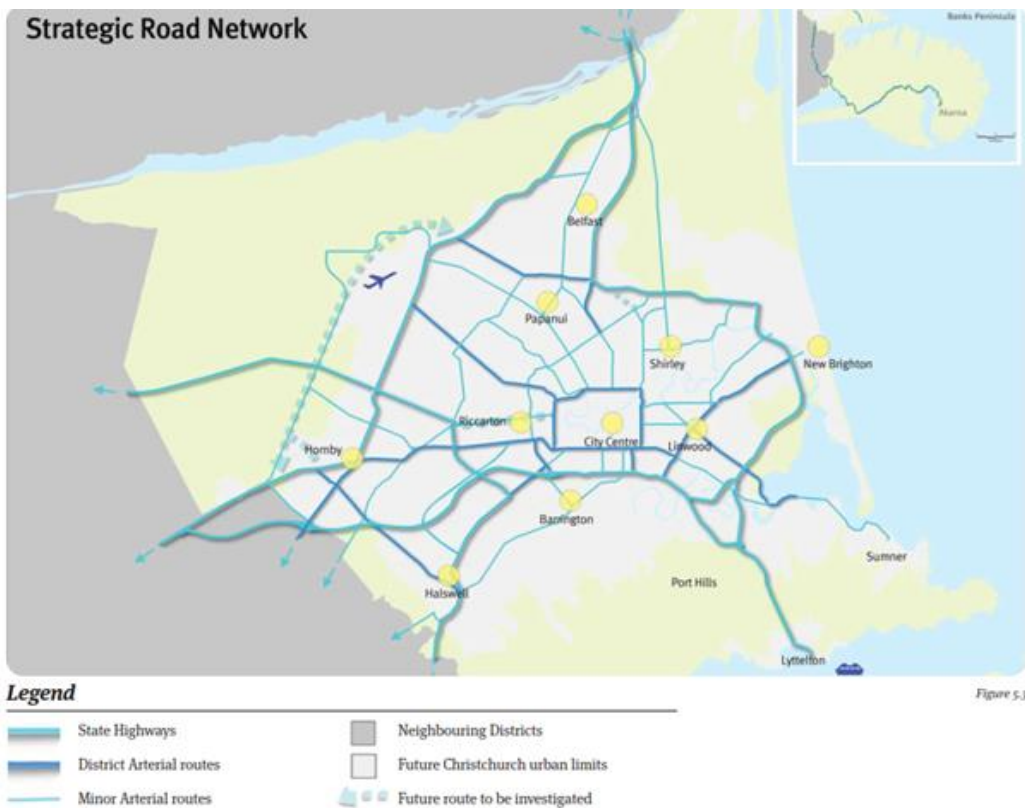 Strategic Road Network
Banks Peninsula
Akaroa
Belfast
Papanui
Shirley
New Brighton
Riccarton
City Centre
Linwood
Hornby
Barrington
Sumner
Halswell
Port Hills
Lyttelton
Legend
Figure 5.3
State Highways
Neighbouring Districts
District Arterial routes
Future Christchurch urban limits
Minor Arterial routes
Future route to be investigated